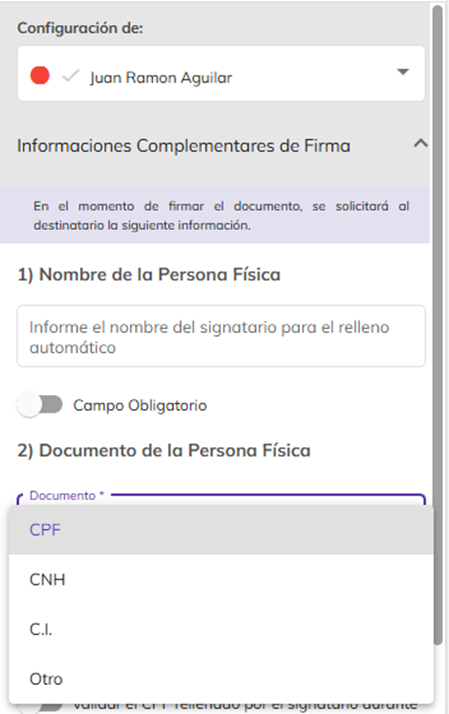 Configuración de:
Juan Ramon Aguilar
Informaciones Complementares de Firma
En el momento de firmar el documento, se solicitará al
destinatario la siguiente información.
1) Nombre de la Persona Física
Informe el nombre del signatario para el relleno
automático
Campo Obligatorio
2) Documento de la Persona Física
Documento *
CPF
CNH
C.I.
Otro
Validar el CPF rellenado por el signatario durante